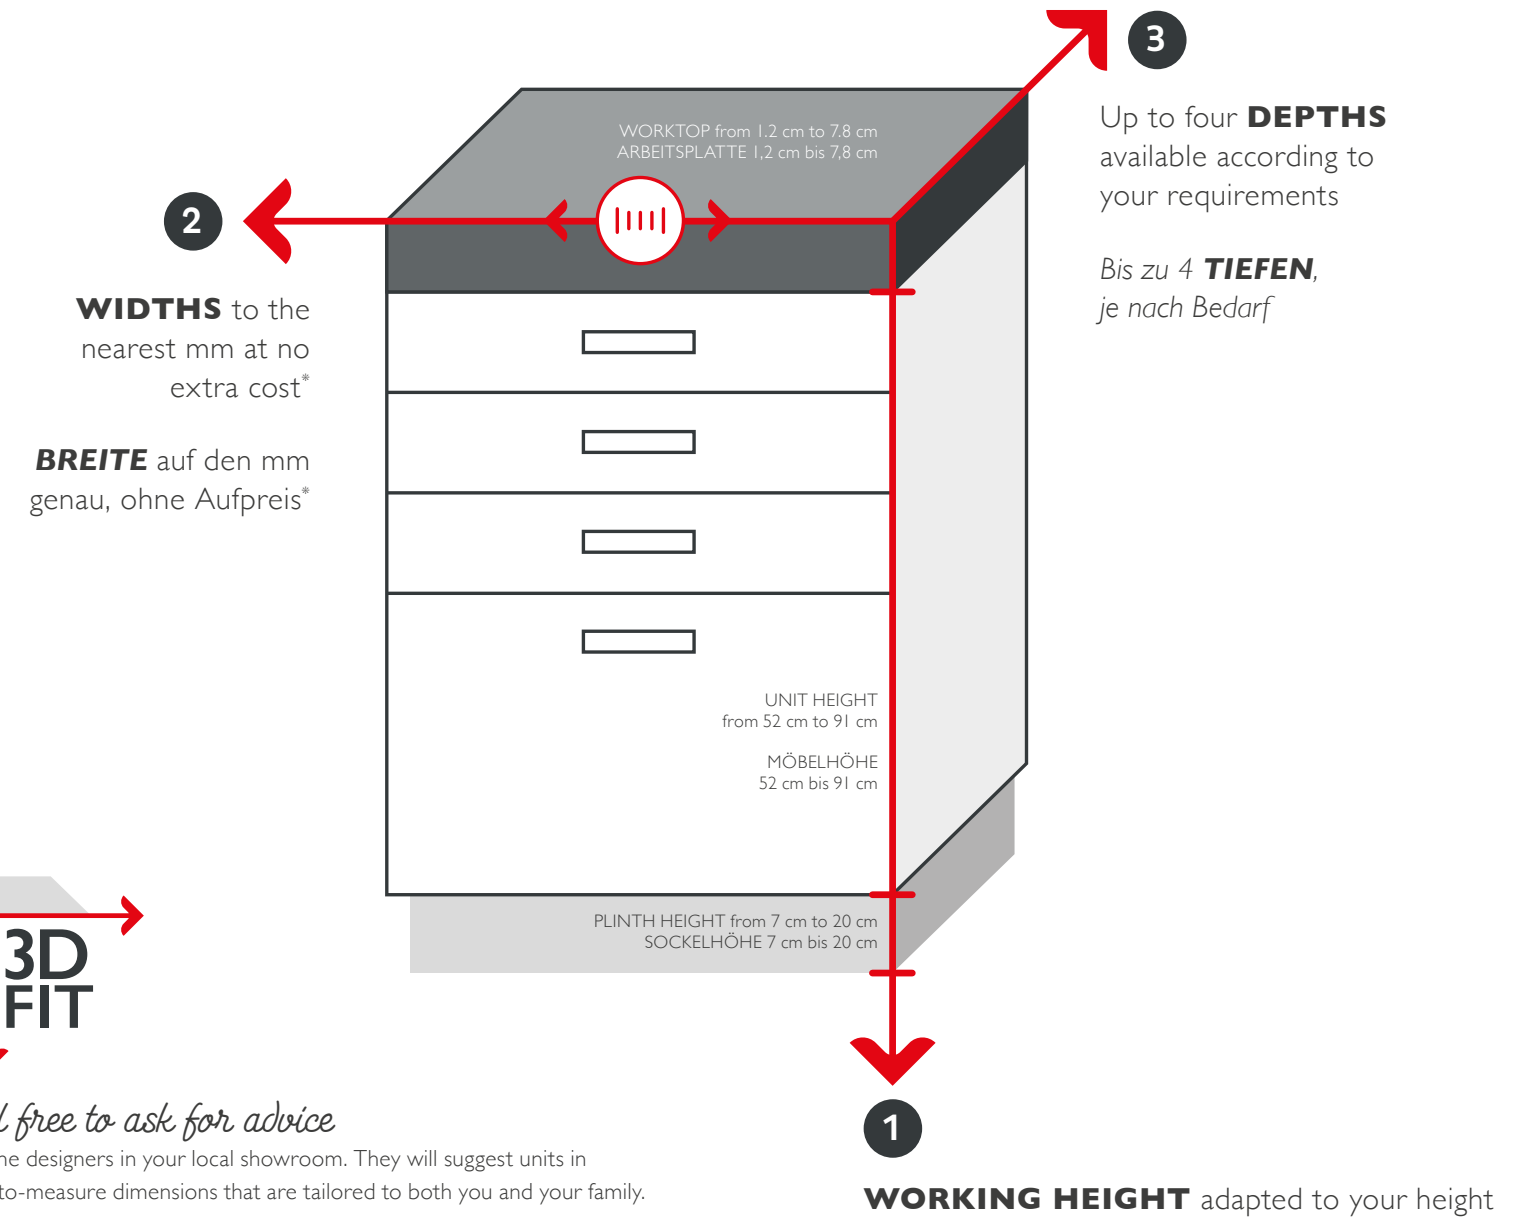 3
Up to four DEPTHS
available according to
your requirements
Bis zu 4 TIEFEN,
je nach Bedarf
WORKTOP from 1.2 cm to 7.8 cm
ARBEITSPLATTE 1,2 cm bis 7,8 cm
2
WIDTHS to the
nearest mm at no
extra cost*
BREITE auf den mm
genau, ohne Aufpreis*
UNIT HEIGHT
from 52 cm to 91 cm
MÖBELHÖHE
52 cm bis 91 cm
PLINTH HEIGHT from 7 cm to 20 cm
SOCKELHÖHE 7 cm bis 20 cm
3D
FIT
free to ask for advice
designers in your local showroom. They will suggest units in
to-measure dimensions that are tailored to both you and your family.
1
WORKING HEIGHT adapted to your height